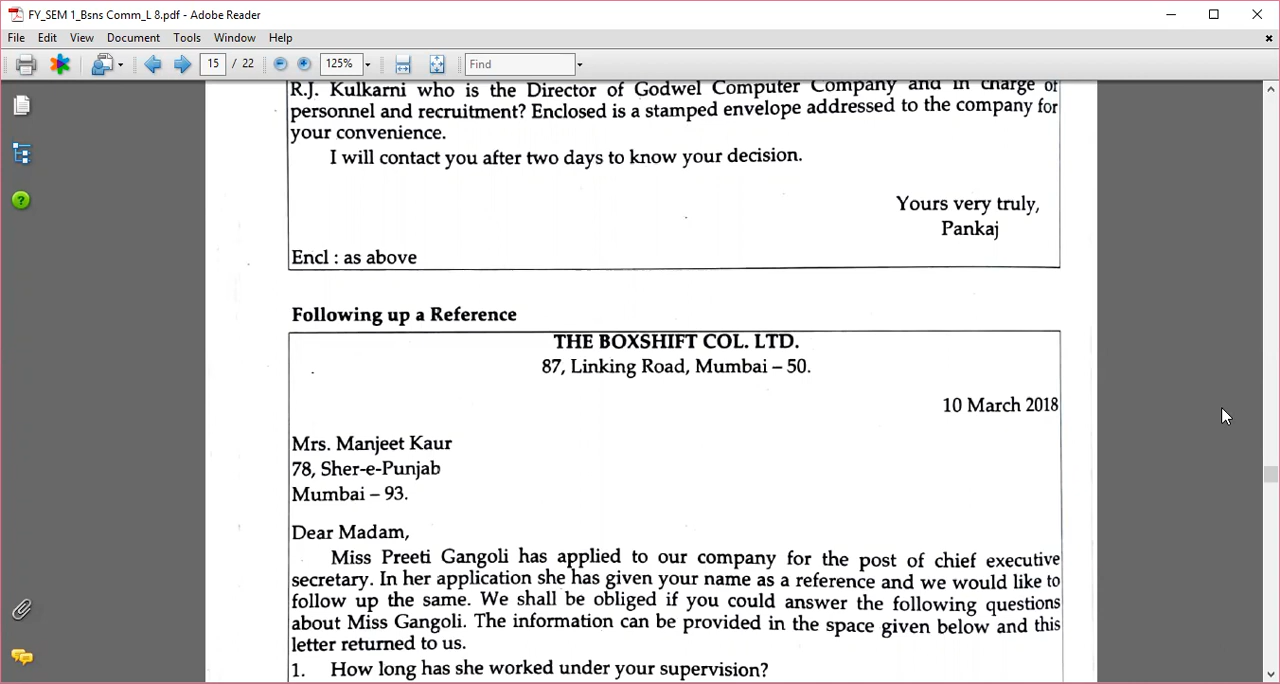 FY_SEM 1_Bsns Comm_L 8.pdf - Adobe Reader
File Edit View Document Tools Window Help
15 / 22 125% Find
R.J. Kulkarni who is the Director of Godwel Computer Company and in charge of
personnel and recruitment? Enclosed is a stamped envelope addressed to the company for
your convenience.
I will contact you after two days to know your decision.
Yours very truly,
Pankaj
Encl : as above
Following up a Reference
THE BOXSHIFT COL. LTD.
87, Linking Road, Mumbai – 50.
10 March 2018
Mrs. Manjeet Kaur
78, Sher-e-Punjab
Mumbai – 93.
Dear Madam,
Miss Preeti Gangoli has applied to our company for the post of chief executive
secretary. In her application she has given your name as a reference and we would like to
follow up the same. We shall be obliged if you could answer the following questions
about Miss Gangoli. The information can be provided in the space given below and this
letter returned to us.
1. How long has she worked under your supervision?